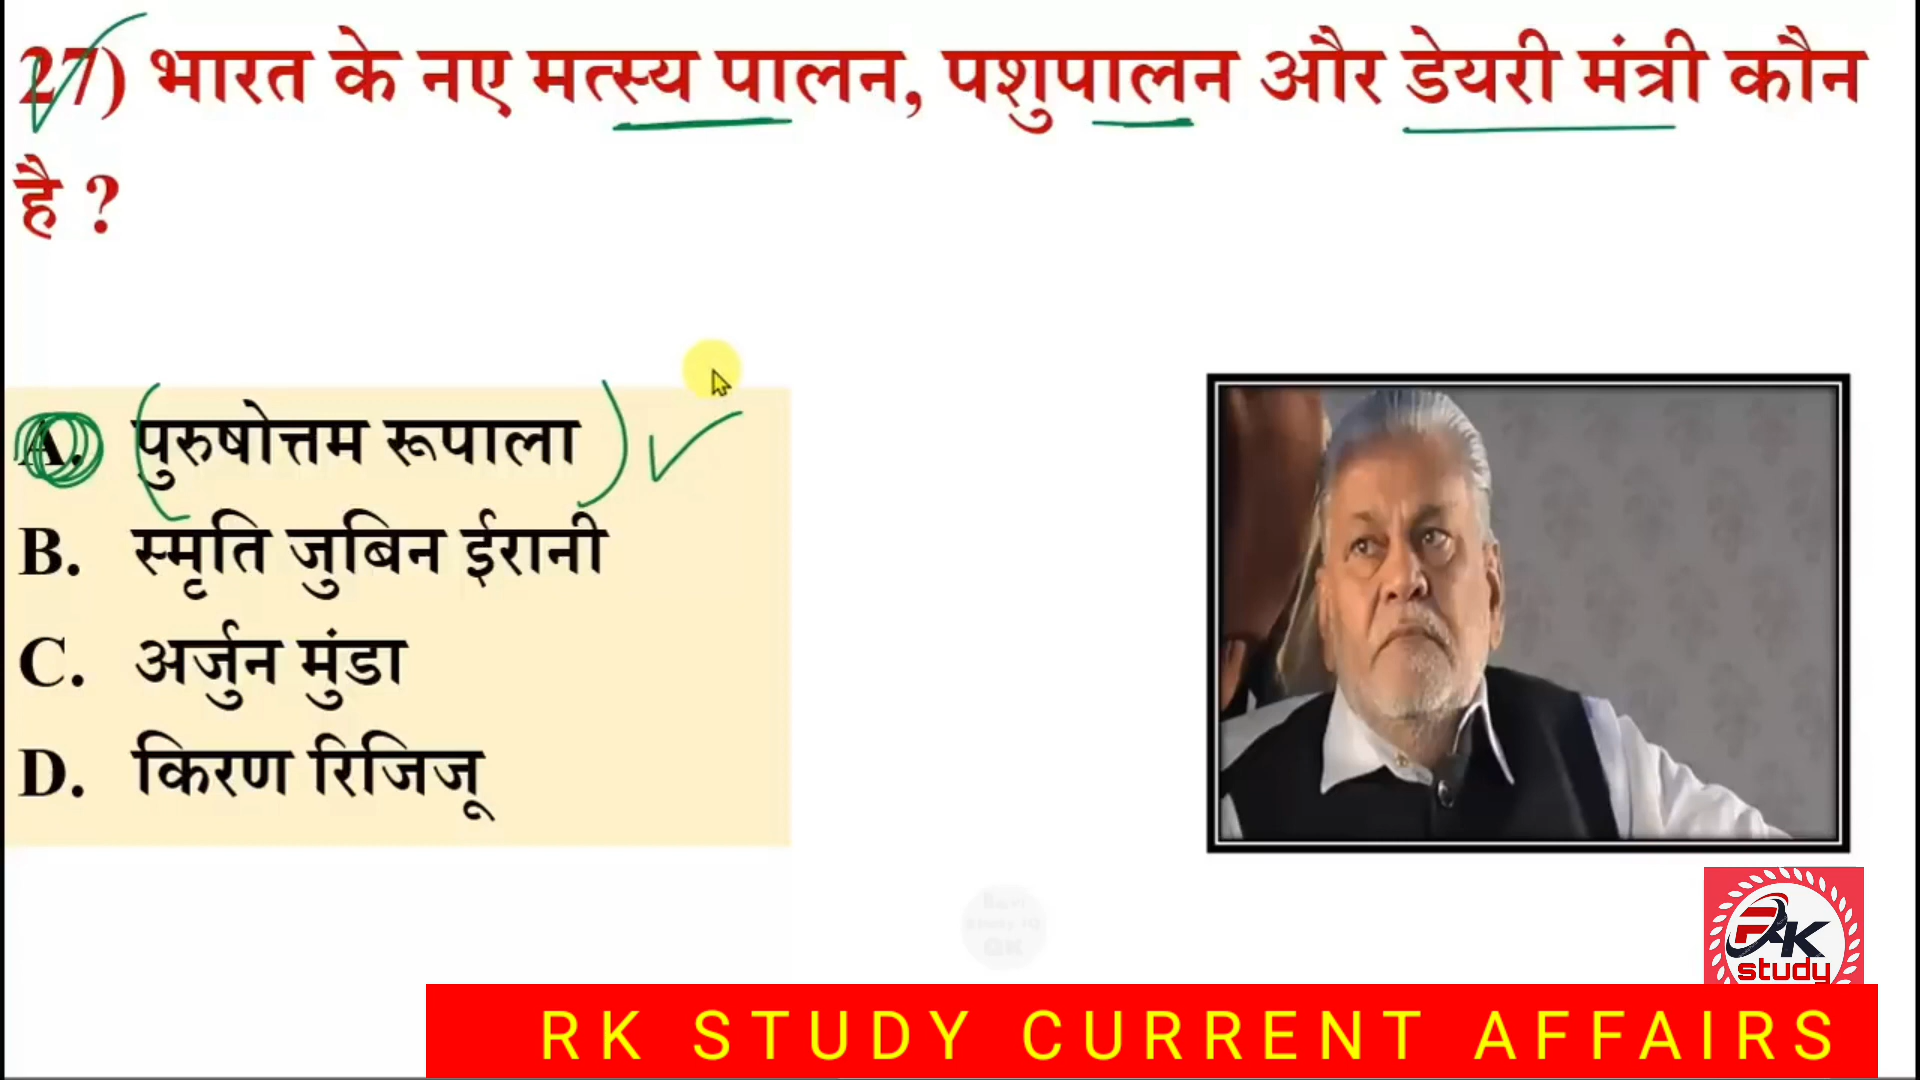 27) भारत के नए मत्स्य पालन, पशुपालन और डेयरी मंत्री कौन
है ?
A. पुरुषोत्तम रूपाला
B. स्मृति जुबिन ईरानी
C. अर्जुन मुंडा
D. किरण रिजिजू
RK
study
RK STUDY CURRENT AFFAIRS